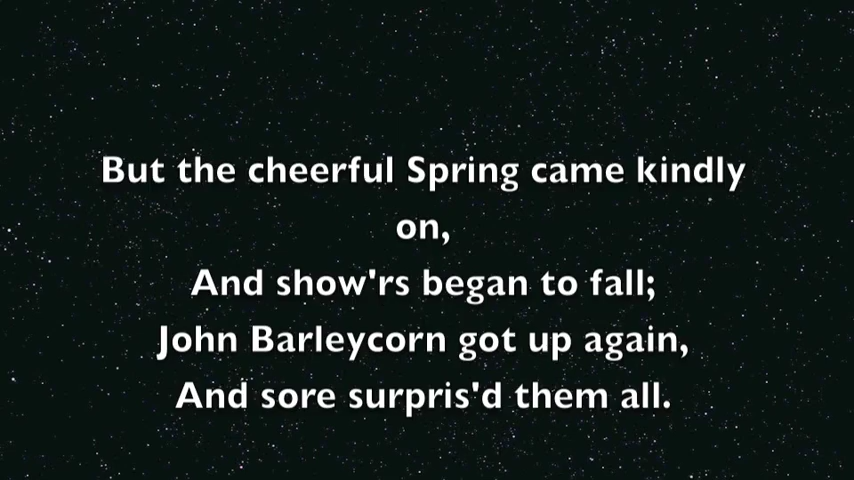 But the cheerful Spring came kindly
on,
And show'rs began to fall;
John Barleycorn got up again,
And sore surpris'd them all.